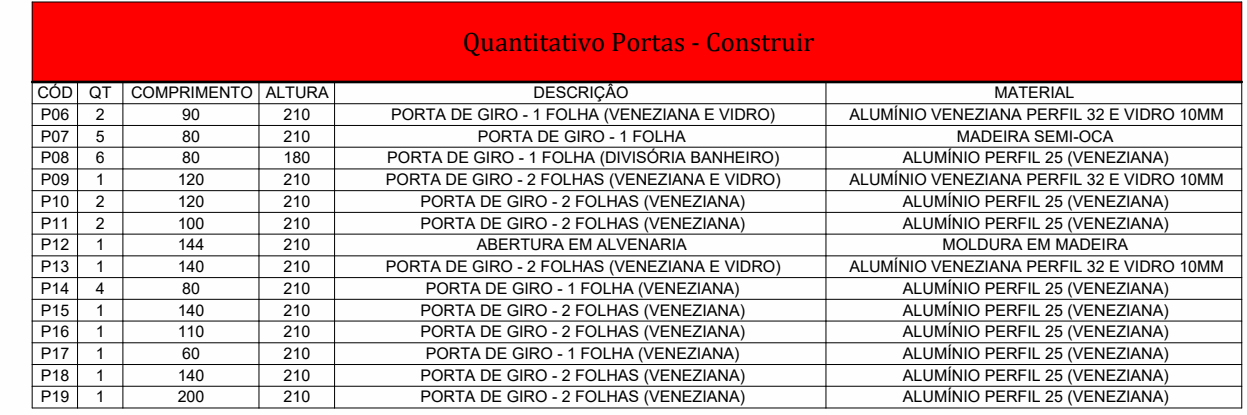 Quantitativo Portas - Construir
CÓD QT COMPRIMENTO ALTURA DESCRIÇÂO MATERIAL
P06 2 90 210 PORTA DE GIRO - 1 FOLHA (VENEZIANA E VIDRO) ALUMÍNIO VENEZIANA PERFIL 32 E VIDRO 10MM
P07 5 80 210 PORTA DE GIRO - 1 FOLHA MADEIRA SEMI-OCA
P08 6 80 180 PORTA DE GIRO - 1 FOLHA (DIVISÓRIA BANHEIRO) ALUMÍNIO PERFIL 25 (VENEZIANA)
P09 1 120 210 PORTA DE GIRO - 2 FOLHAS (VENEZIANA E VIDRO) ALUMÍNIO VENEZIANA PERFIL 32 E VIDRO 10MM
P10 2 120 210 PORTA DE GIRO - 2 FOLHAS (VENEZIANA) ALUMÍNIO PERFIL 25 (VENEZIANA)
P11 2 100 210 PORTA DE GIRO - 2 FOLHAS (VENEZIANA) ALUMÍNIO PERFIL 25 (VENEZIANA)
P12 1 144 210 ABERTURA EM ALVENARIA MOLDURA EM MADEIRA
P13 1 140 210 PORTA DE GIRO - 2 FOLHAS (VENEZIANA E VIDRO) ALUMÍNIO VENEZIANA PERFIL 32 E VIDRO 10MM
P14 4 80 210 PORTA DE GIRO - 1 FOLHA (VENEZIANA) ALUMÍNIO PERFIL 25 (VENEZIANA)
P15 1 140 210 PORTA DE GIRO - 2 FOLHAS (VENEZIANA) ALUMÍNIO PERFIL 25 (VENEZIANA)
P16 1 110 210 PORTA DE GIRO - 2 FOLHAS (VENEZIANA) ALUMÍNIO PERFIL 25 (VENEZIANA)
P17 1 60 210 PORTA DE GIRO - 1 FOLHA (VENEZIANA) ALUMÍNIO PERFIL 25 (VENEZIANA)
P18 1 140 210 PORTA DE GIRO - 2 FOLHAS (VENEZIANA) ALUMÍNIO PERFIL 25 (VENEZIANA)
P19 1 200 210 PORTA DE GIRO - 2 FOLHAS (VENEZIANA) ALUMÍNIO PERFIL 25 (VENEZIANA)